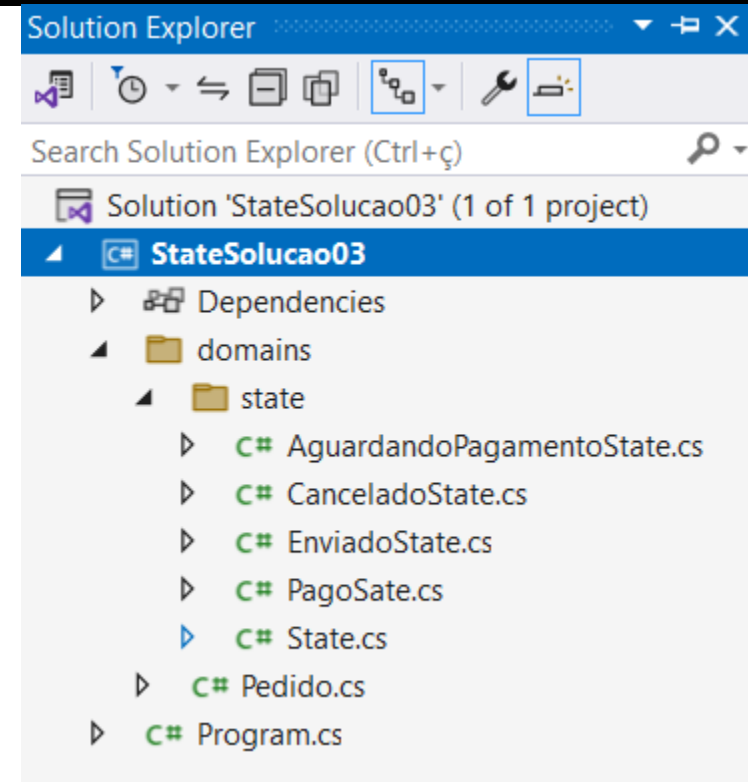 Solution Explorer
Search Solution Explorer (Ctrl+ç)
Solution 'StateSolucao03' (1 of 1 project)
C# StateSolucao03
Dependencies
domains
state
C# AguardandoPagamentoState.cs
C# CanceladoState.cs
C# EnviadoState.cs
C# PagoSate.cs
C# State.cs
C# Pedido.cs
C# Program.cs